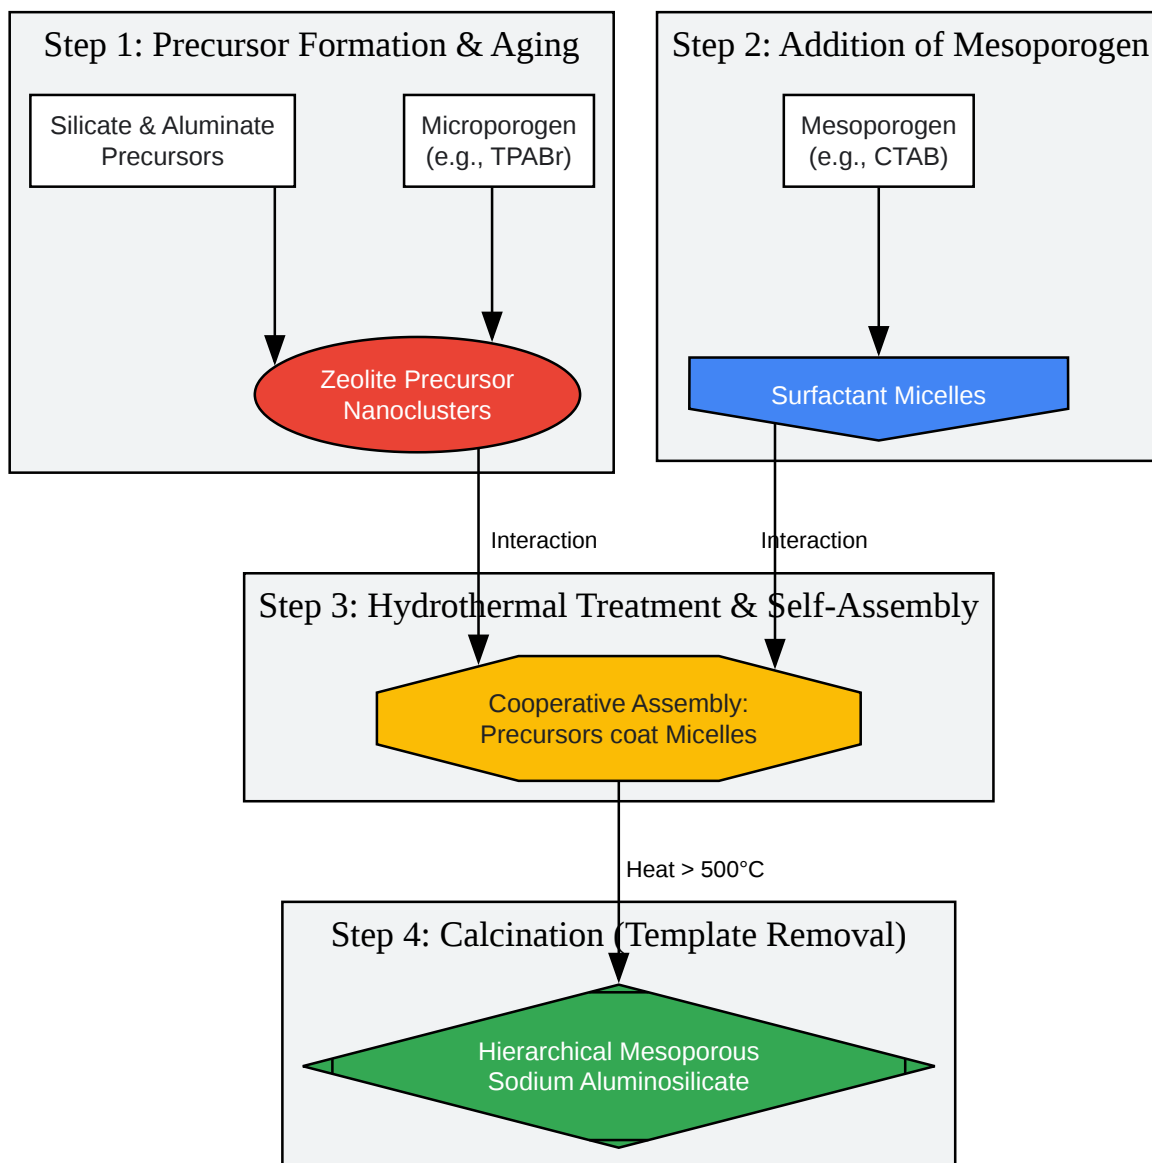 Step 1: Precursor Formation & Aging
Silicate & Aluminate
Precursors
Microporogen
(e.g., TPABr)
Zeolite Precursor
Nanoclusters
Step 2: Addition of Mesoporogen
Mesoporogen
(e.g., CTAB)
Surfactant Micelles
Interaction
Interaction
Step 3: Hydrothermal Treatment & Self-Assembly
Cooperative Assembly:
Precursors coat Micelles
Heat > 500°C
Step 4: Calcination (Template Removal)
Hierarchical Mesoporous
Sodium Aluminosilicate